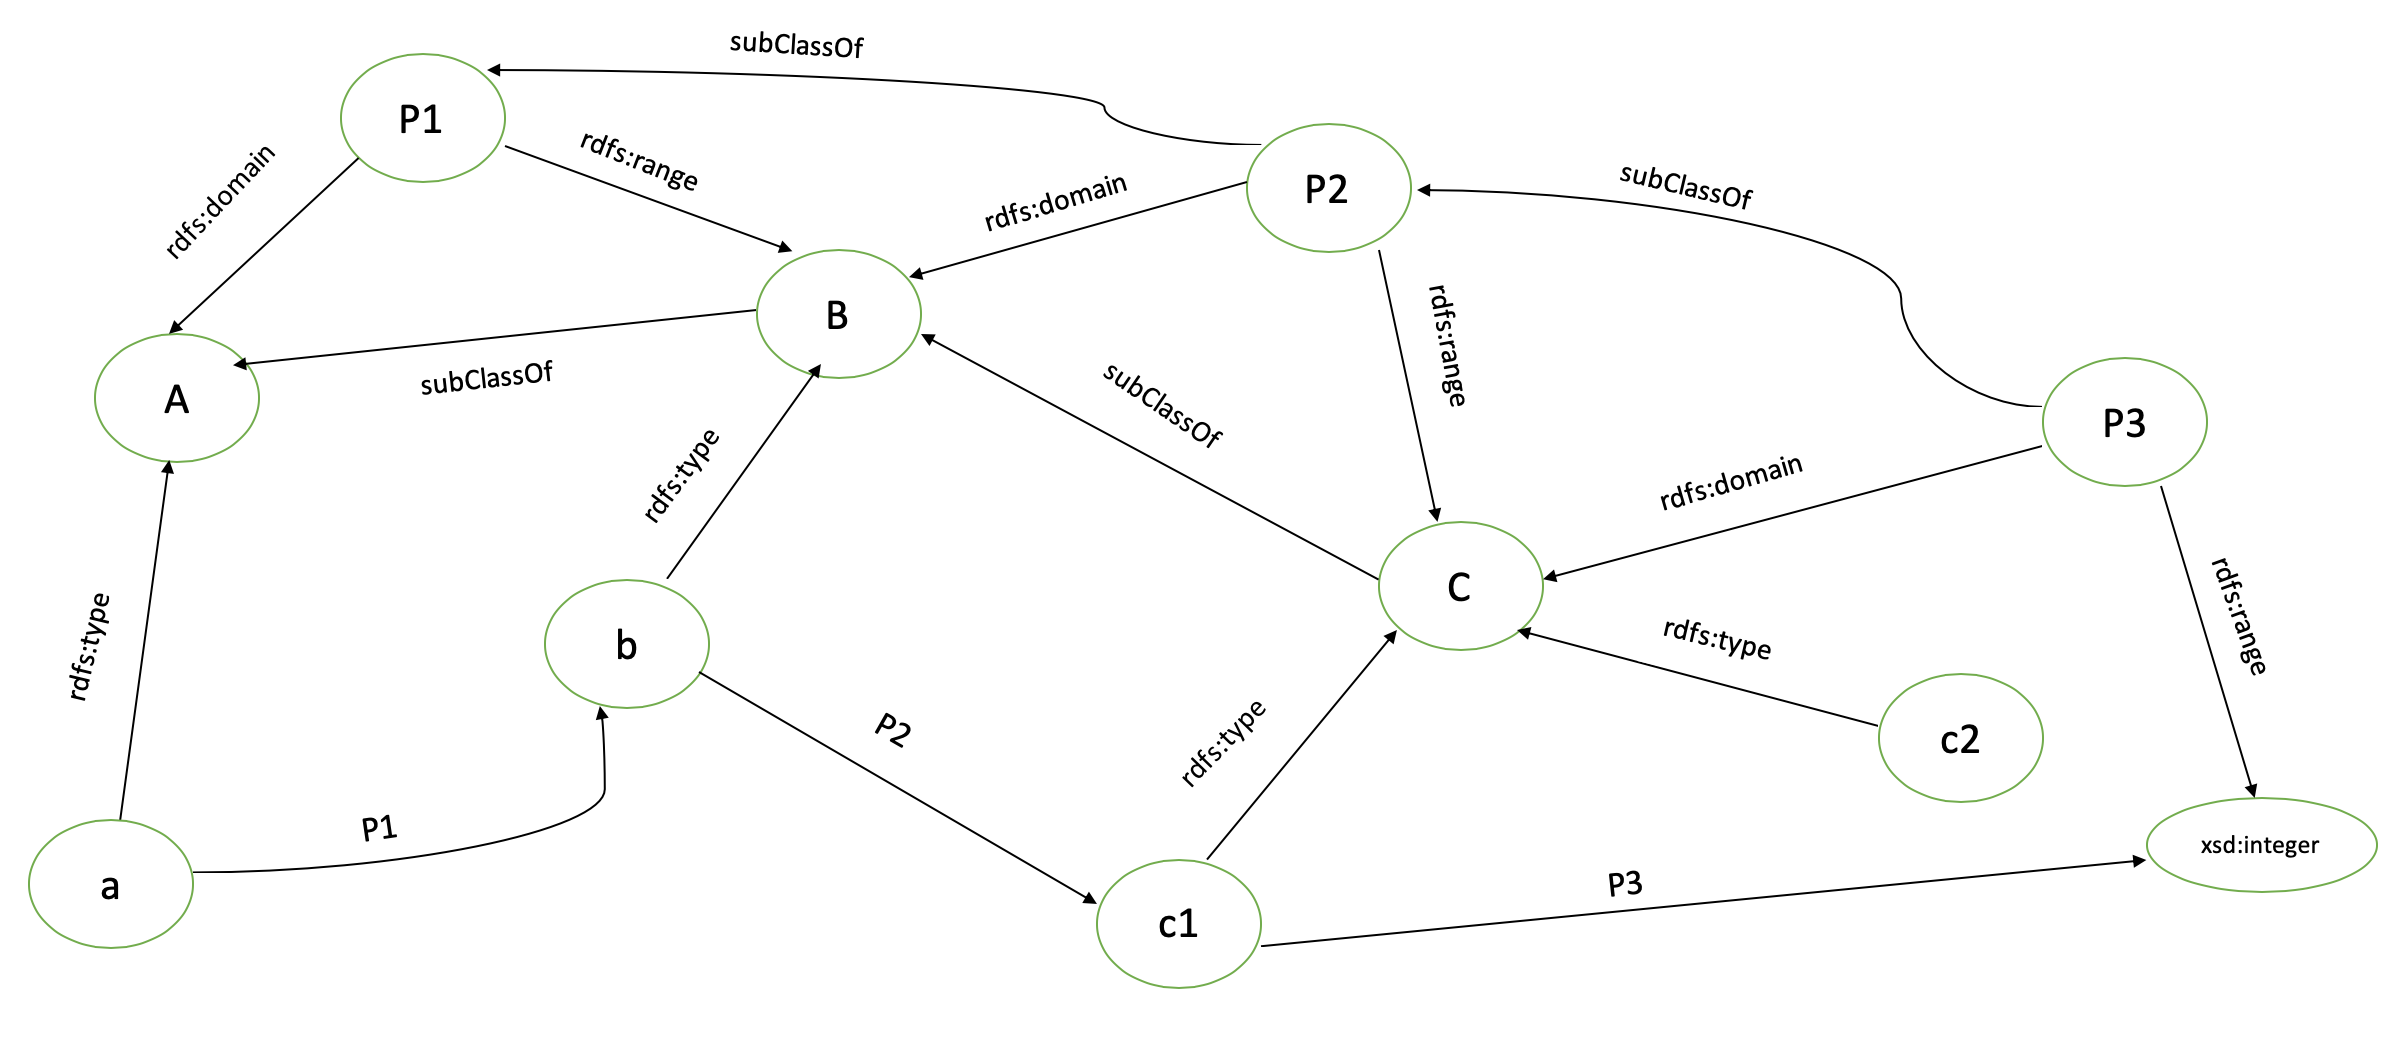 subClassOf
P1
rdfs:range
rdfs:domain
P2
subClassOf
rdfs:domain
rdfs:range
B
subClassOf
A
subClassOf
P3
rdfs:domain
rdfs:type
C
rdfs:range
rdfs:type
rdfs:type
b
P2
rdfs:type
c2
P1
xsd:integer
a
P3
c1